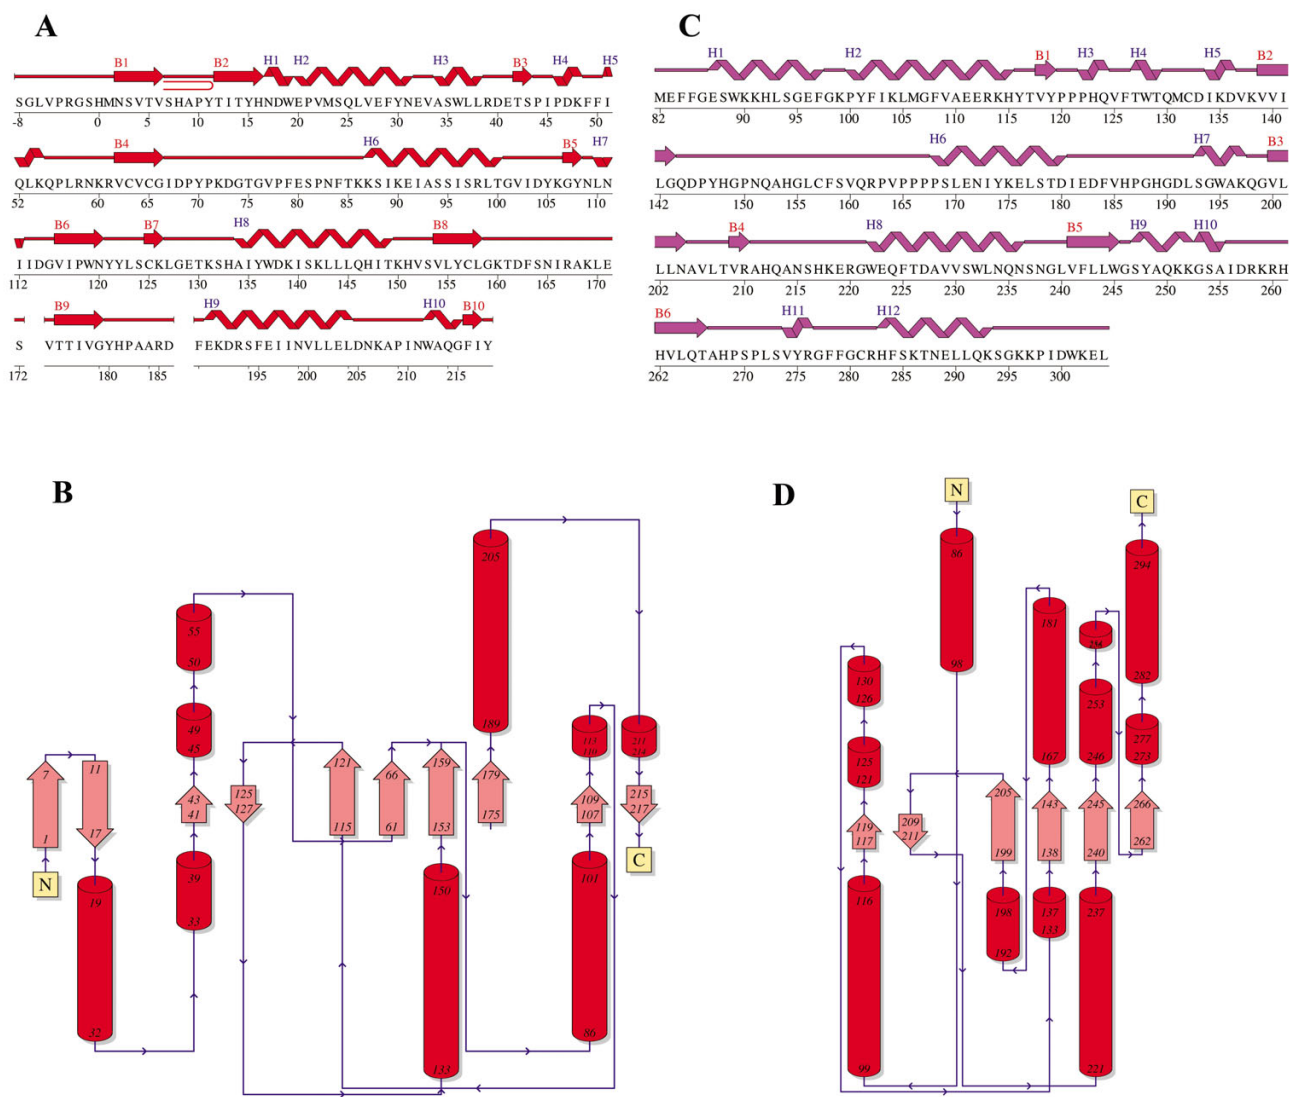 A
B1 B2 H1 H2 H3 B3 H4 H5
SGLVPRGSHMNSVTVSHAPYTITYHNDWEPVMSQLVEFYNEVASWLLRDETSPIPDKFFI
-8 0 5 10 15 20 25 30 35 40 45 50
B4 H6 B5 H7
QLKQPLRNKRVCVCGIDPYPKDGTGVPFESPNFTKKSIKEIASSISRLTGVIDYKGYNLN
52 60 65 70 75 80 85 90 95 100 105 110
B6 B7 H8 B8
IIDGVIPWNYYLSCKLGETKSHAIYWDKISKLLLQHITKHVSVLYCLGKTDFSNIRAKLE
112 120 125 130 135 140 145 150 155 160 165 170
B9 H9 H10 B10
S VTTIVGYHPAARD FEKDRSFEIINVLLELDNKAPINWAQGFIY
172 180 185 195 200 205 210 215
C
H1 H2 B1 H3 H4 H5 B2
MEFFGESWKKHLSGEFGKPYFIKLMGFVAEERKHYTVYPPPHQVFTWTQMCDIKDVKVVI
82 90 95 100 105 110 115 120 125 130 135 140
H6 H7 B3
LGQDPYHGPNQAHGLCFSVQRPVPPPPSLENIYKELSTDIEDFVHPGHGDLSGWAKQGVL
142 150 155 160 165 170 175 180 185 190 195 200
B4 H8 B5 H9 H10
LLNAVLTVRAHQANSHKERGWEQFTDAVVSWLNQNSNGLVFLLWGSYAQKKGSAIDRKRH
202 210 215 220 225 230 235 240 245 250 255 260
B6 H11 H12
HVLQTAHPSPLSVYRGFFGCRHFSKTNELLQKSGKKPIDWKEL
262 270 275 280 285 290 295 300
B
205
55
50
49
45
189
7 11
125
127
121
66
159
179
215
217
43
41
109
107
1
17
115
61
153
175
N
C
19
39
33
150
101
32
86
133
D
N
C
86
98
294
282
181
167
130
126
253
246
277
273
125
121
205
209
211
119
117
143
138
245
240
266
262
199
116
198
192
137
133
237
99
221